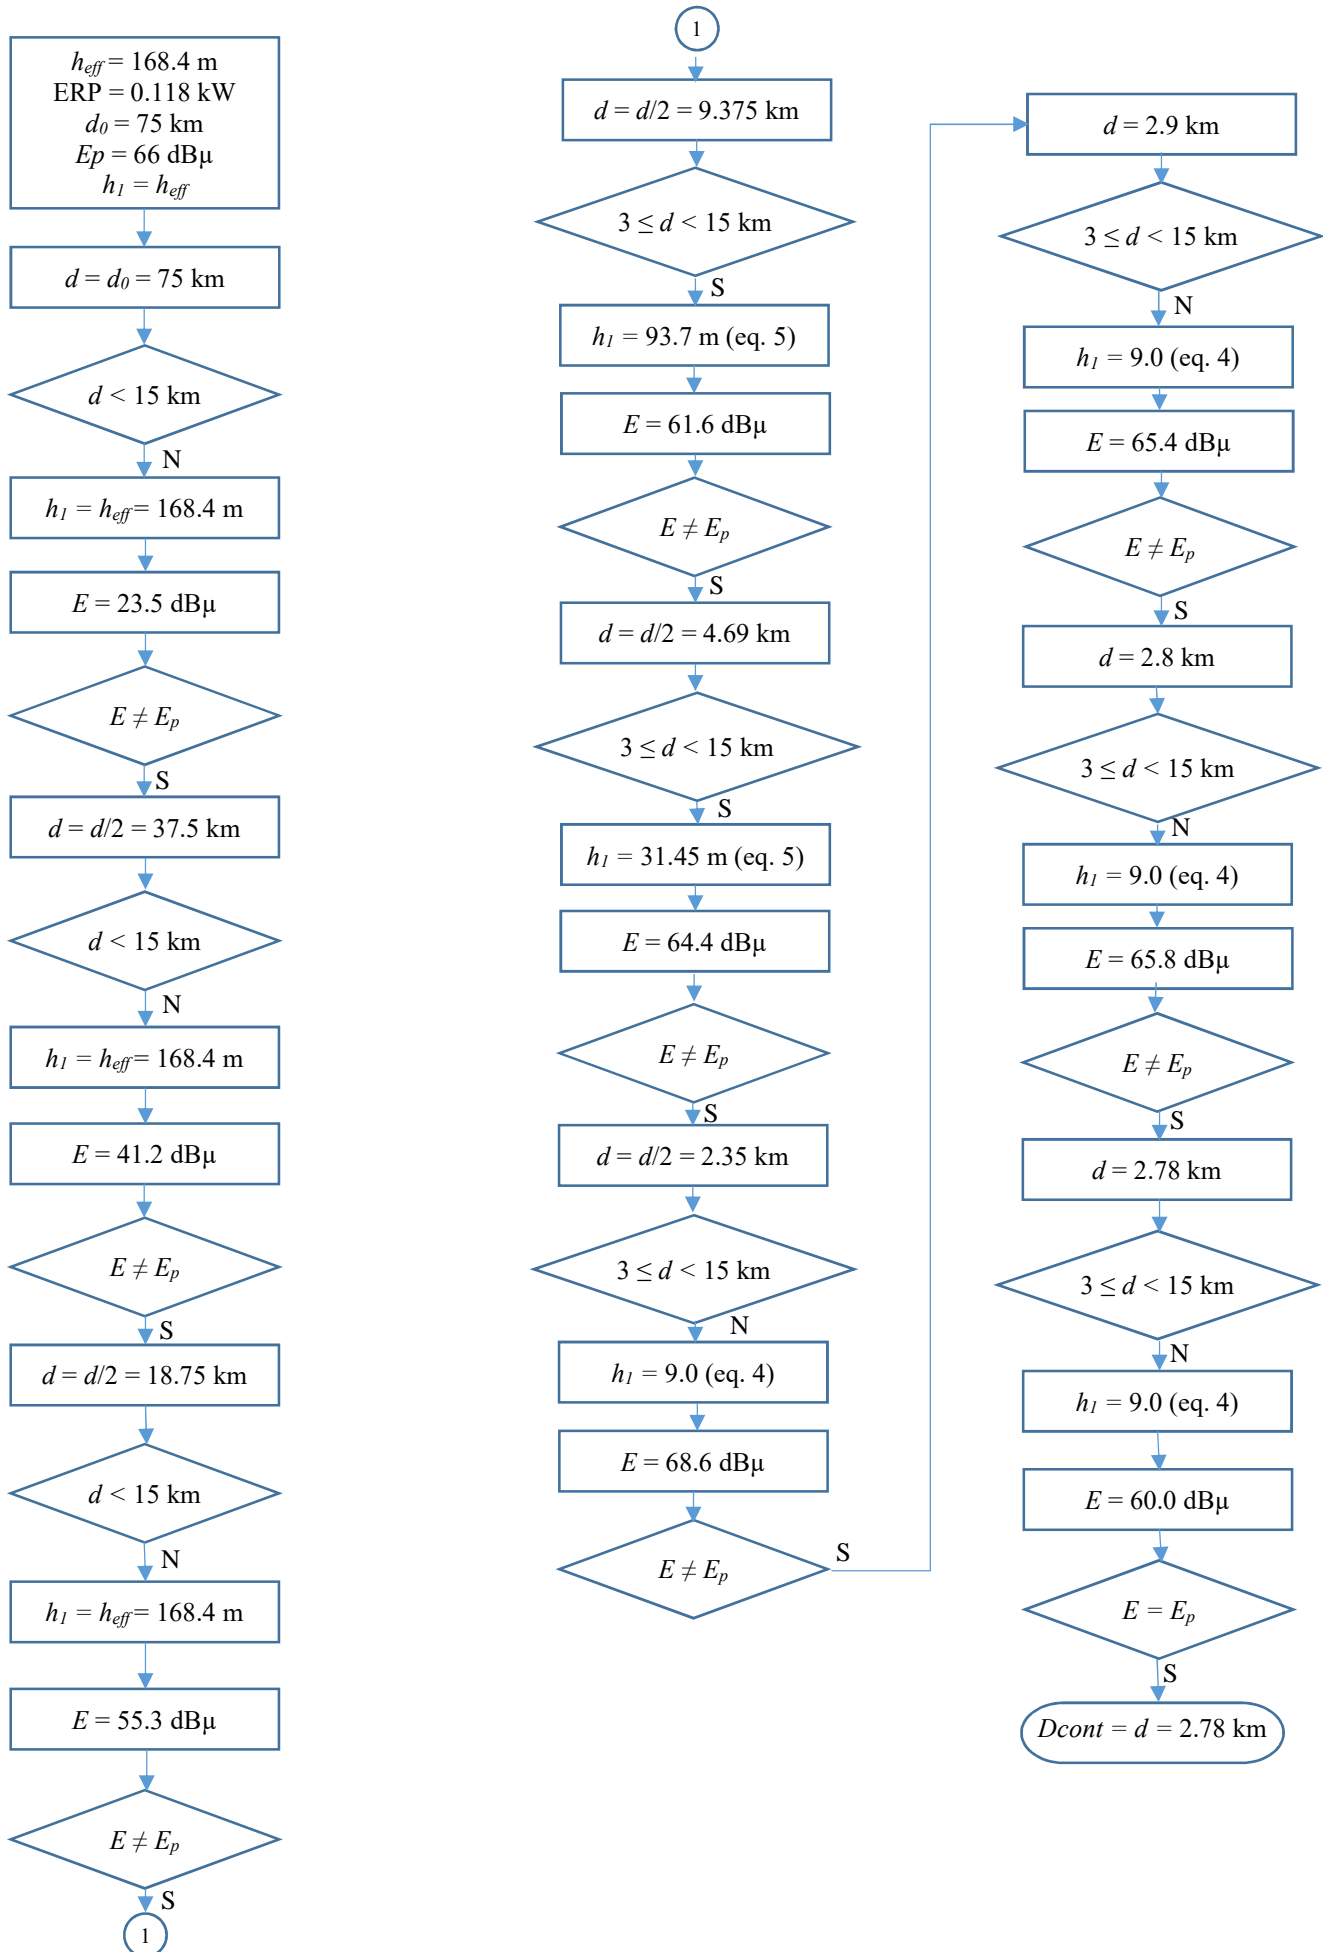 h_eff = 168.4 m
ERP = 0.118 kW
d_0 = 75 km
Ep = 66 dBμ
h_1 = h_eff
d = d_0 = 75 km
d < 15 km
N
h_1 = h_eff = 168.4 m
E = 23.5 dBμ
E ≠ E_p
S
d = d/2 = 37.5 km
d < 15 km
N
h_1 = h_eff = 168.4 m
E = 41.2 dBμ
E ≠ E_p
S
d = d/2 = 18.75 km
d < 15 km
N
h_1 = h_eff = 168.4 m
E = 55.3 dBμ
E ≠ E_p
S
1
1
d = d/2 = 9.375 km
3 ≤ d < 15 km
S
h_1 = 93.7 m (eq. 5)
E = 61.6 dBμ
E ≠ E_p
S
d = d/2 = 4.69 km
3 ≤ d < 15 km
S
h_1 = 31.45 m (eq. 5)
E = 64.4 dBμ
E ≠ E_p
S
d = d/2 = 2.35 km
3 ≤ d < 15 km
N
h_1 = 9.0 (eq. 4)
E = 68.6 dBμ
E ≠ E_p
S
d = 2.9 km
3 ≤ d < 15 km
N
h_1 = 9.0 (eq. 4)
E = 65.4 dBμ
E ≠ E_p
S
d = 2.8 km
3 ≤ d < 15 km
N
h_1 = 9.0 (eq. 4)
E = 65.8 dBμ
E ≠ E_p
S
d = 2.78 km
3 ≤ d < 15 km
N
h_1 = 9.0 (eq. 4)
E = 60.0 dBμ
E = E_p
S
Dcont = d = 2.78 km